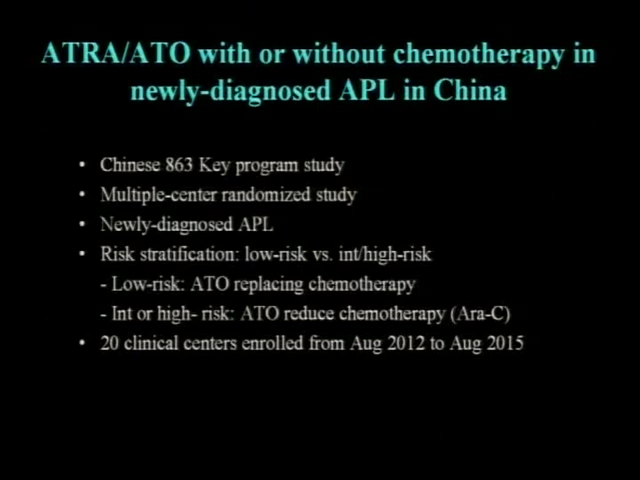 ATRA/ATO with or without chemotherapy in
newly-diagnosed APL in China
• Chinese 863 Key program study
• Multiple-center randomized study
• Newly-diagnosed APL
• Risk stratification: low-risk vs. int/high-risk
- Low-risk: ATO replacing chemotherapy
- Int or high- risk: ATO reduce chemotherapy (Ara-C)
• 20 clinical centers enrolled from Aug 2012 to Aug 2015